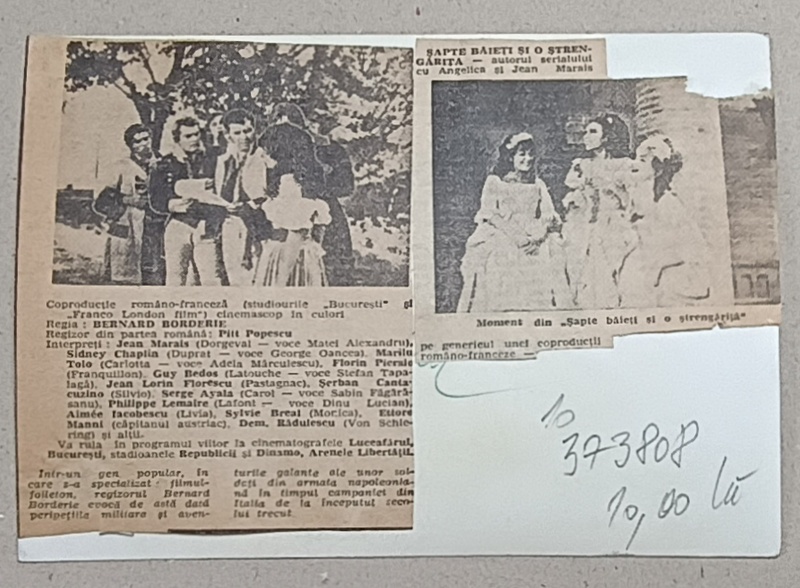 Coproducție româno-franceză (studiourile „București" și
„Franco London film") cinemascop în culori
Regia : BERNARD BORDERIE
Regizor din partea română : Pitt Popescu
Interpreți : Jean Marais (Dorgeval — voce Matei Alexandru),
Sidney Chaplin (Duprat — voce George Oancea), Marilu
Tolo (Carlotta — voce Adela Mărculescu), Florin Piersic
(Franquillon), Guy Bedos (Latouche — voce Ștefan Tapa-
lagă), Jean Lorin Florescu (Pastagnac), Șerban Canta-
cuzino (Silvio), Serge Ayala (Carol — voce Sabin Făgără-
șanu), Philippe Lemaire (Lafont — voce Dinu Lucian),
Aimée Iacobescu (Livia), Sylvie Breal (Monica), Ettore
Manni (căpitanul austriac), Dem. Rădulescu (Von Schle-
ring) și alții.
Va rula în programul viitor la cinematografele Luceafărul,
București, stadioanele Republicii și Dinamo, Arenele Libertății.
Într-un gen popular, în
care s-a specializat : filmul-
foileton, regizorul Bernard
Borderie evocă de astă dată
peripețiile militare și aven-
turile galante ale unor sol-
dați din armata napoleonia-
nă în timpul campaniei din
Italia de la începutul seco-
lui trecut.
ȘAPTE BĂIEȚI ȘI O ȘTREN-
GĂRIȚĂ — autorul serialului
cu Angelica și Jean Marais
Moment din „Șapte băieți și o ștrengăriță"
pe genericul unei coproducții
româno-franceze —
10
373808
10,00 lei